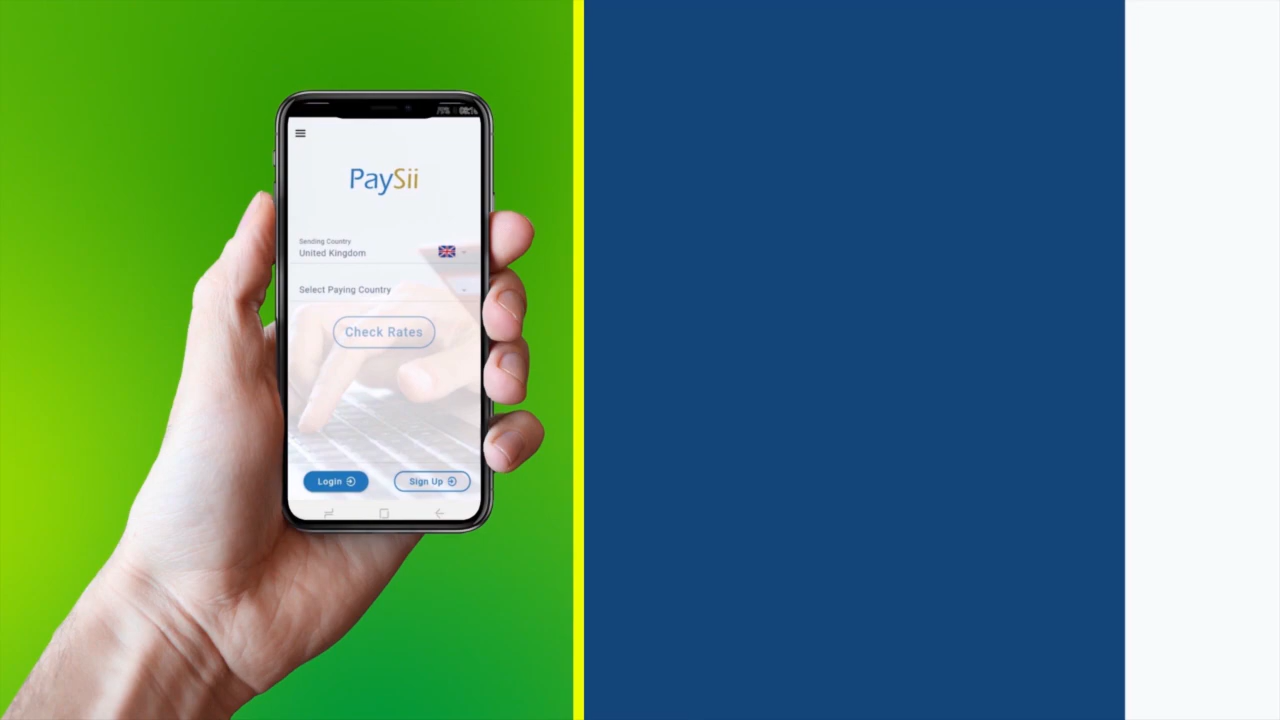 PaySii
Sending Country
United Kingdom
Select Paying Country
Check Rates
Login
Sign Up